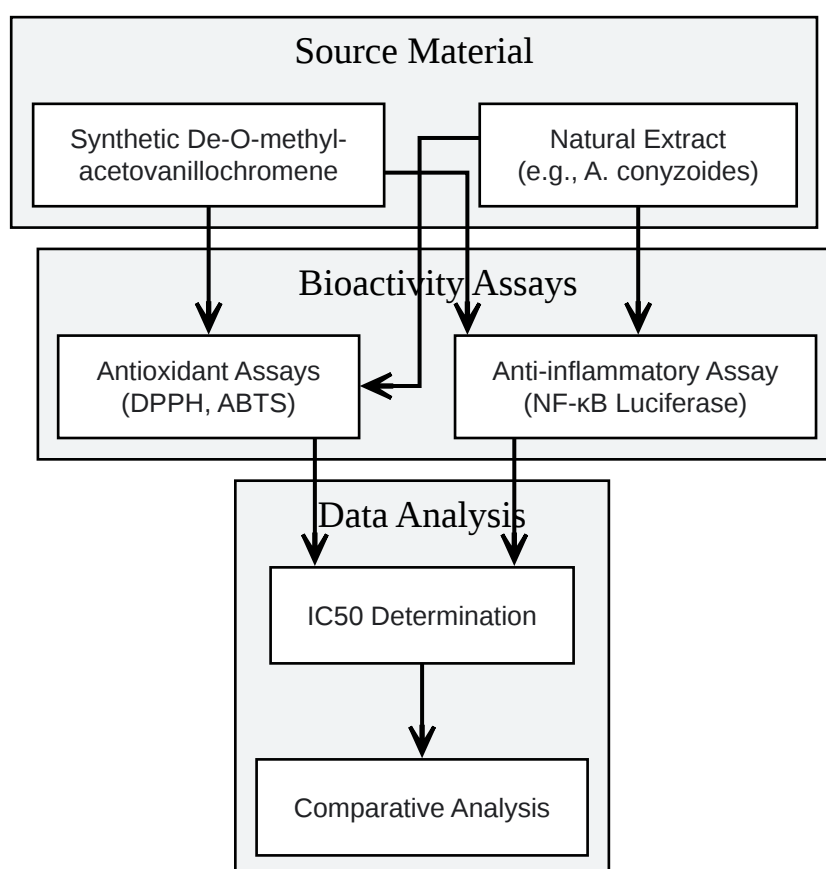 Source Material
Synthetic De-O-methyl-
acetovanillochromene
Natural Extract
(e.g., A. conyzoides)
Bioactivity Assays
Antioxidant Assays
(DPPH, ABTS)
Anti-inflammatory Assay
(NF-κB Luciferase)
Data Analysis
IC50 Determination
Comparative Analysis